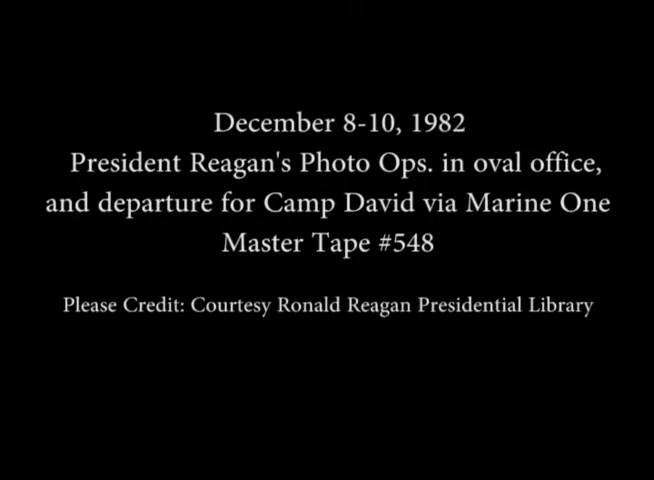 December 8-10, 1982
President Reagan's Photo Ops. in oval office,
and departure for Camp David via Marine One
Master Tape #548
Please Credit: Courtesy Ronald Reagan Presidential Library